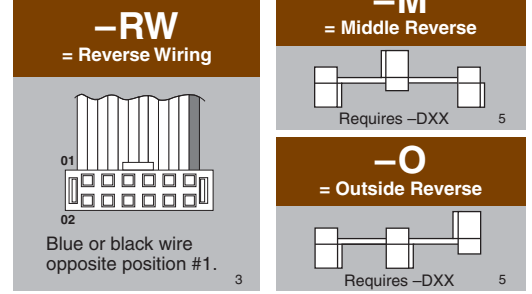 –RW
= Reverse Wiring
01
02
Blue or black wire
opposite position #1.
3
–M
= Middle Reverse
Requires –DXX
5
–O
= Outside Reverse
Requires –DXX
5